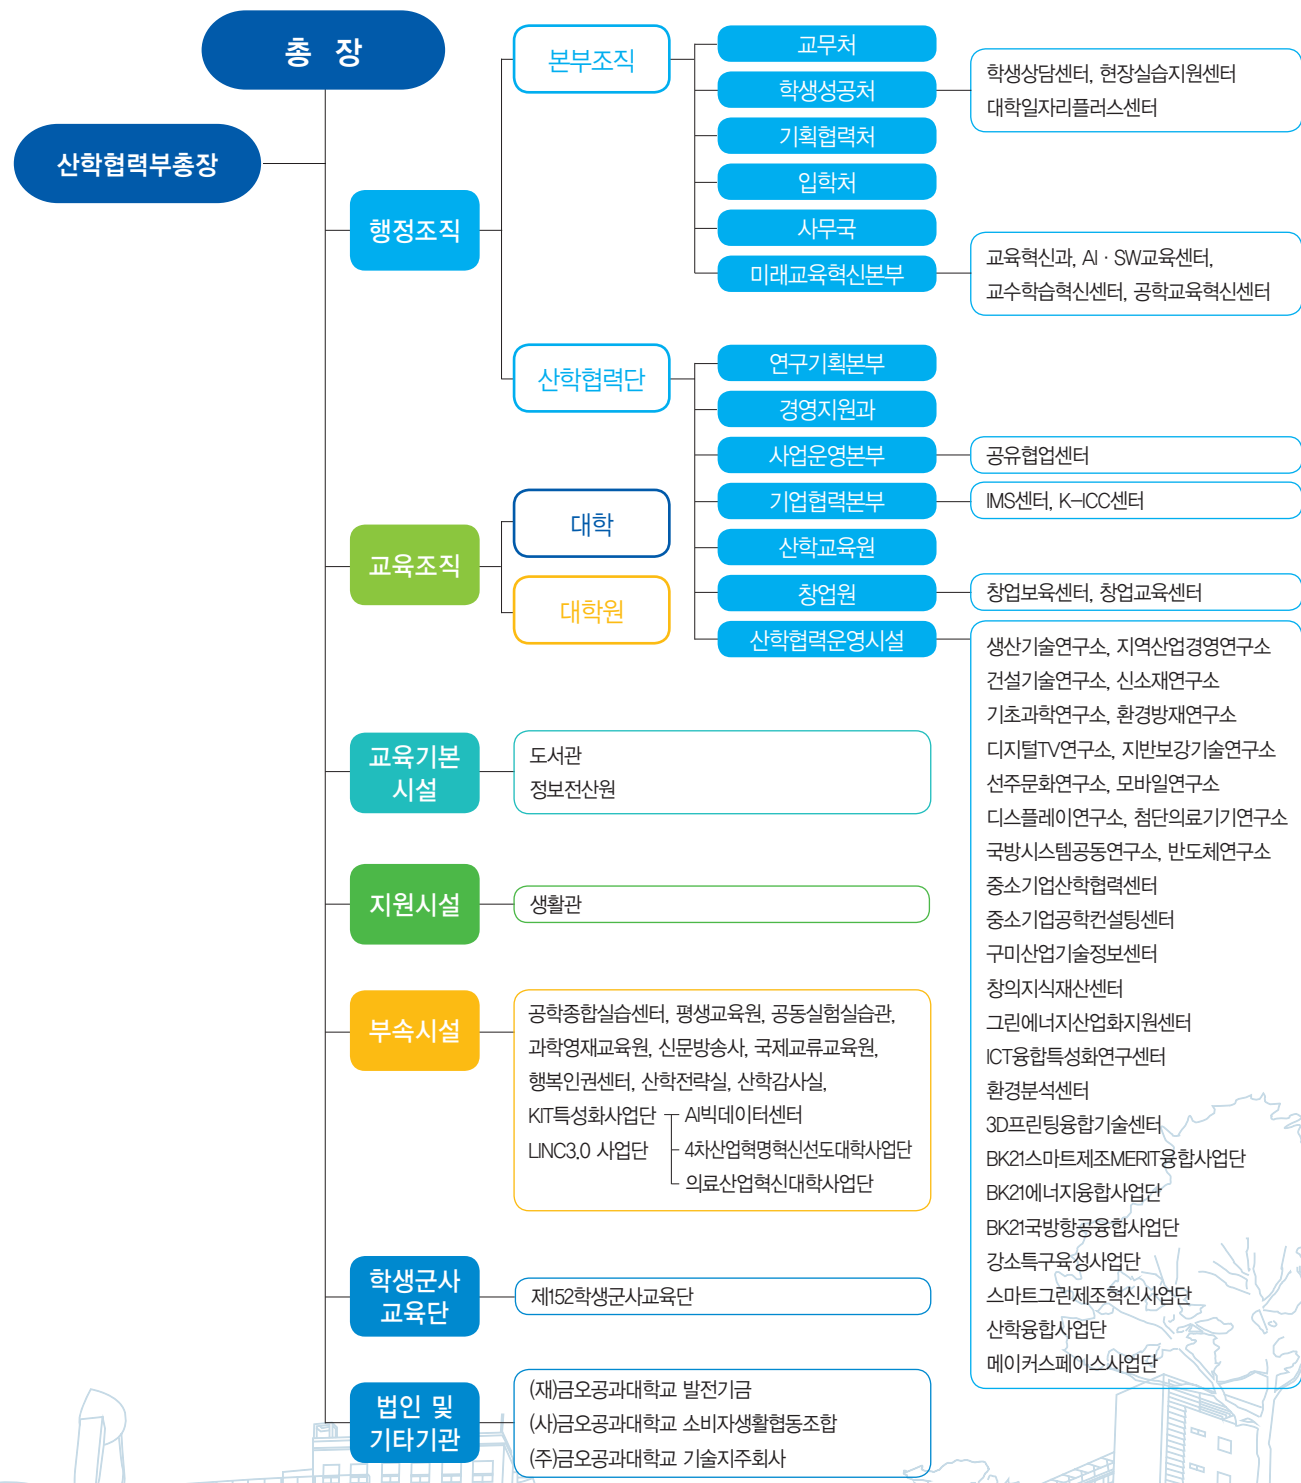 총 장
산학협력부총장
행정조직
본부조직
교무처
학생성공처
학생상담센터, 현장실습지원센터
대학일자리플러스센터
기획협력처
입학처
사무국
미래교육혁신본부
교육혁신과, AI · SW교육센터,
교수학습혁신센터, 공학교육혁신센터
산학협력단
연구기획본부
경영지원과
사업운영본부
공유협업센터
기업협력본부
IMS센터, K-ICC센터
산학교육원
창업원
창업보육센터, 창업교육센터
산학협력운영시설
생산기술연구소, 지역산업경영연구소
건설기술연구소, 신소재연구소
기초과학연구소, 환경방재연구소
디지털TV연구소, 지반보강기술연구소
선주문화연구소, 모바일연구소
디스플레이연구소, 첨단의료기기연구소
국방시스템공동연구소, 반도체연구소
중소기업산학협력센터
중소기업공학컨설팅센터
구미산업기술정보센터
창의지식재산센터
그린에너지산업화지원센터
ICT융합특성화연구센터
환경분석센터
3D프린팅융합기술센터
BK21스마트제조MERIT융합사업단
BK21에너지융합사업단
BK21국방항공융합사업단
강소특구육성사업단
스마트그린제조혁신사업단
산학융합사업단
메이커스페이스사업단
교육조직
대학
대학원
교육기본
시설
도서관
정보전산원
지원시설
생활관
부속시설
공학종합실습센터, 평생교육원, 공동실험실습관,
과학영재교육원, 신문방송사, 국제교류교육원,
행복인권센터, 산학전략실, 산학감사실,
KIT특성화사업단 AI빅데이터센터
LINC3.0 사업단 4차산업혁명혁신선도대학사업단
의료산업혁신대학사업단
학생군사
교육단
제152학생군사교육단
법인 및
기타기관
(재)금오공과대학교 발전기금
(사)금오공과대학교 소비자생활협동조합
(주)금오공과대학교 기술지주회사